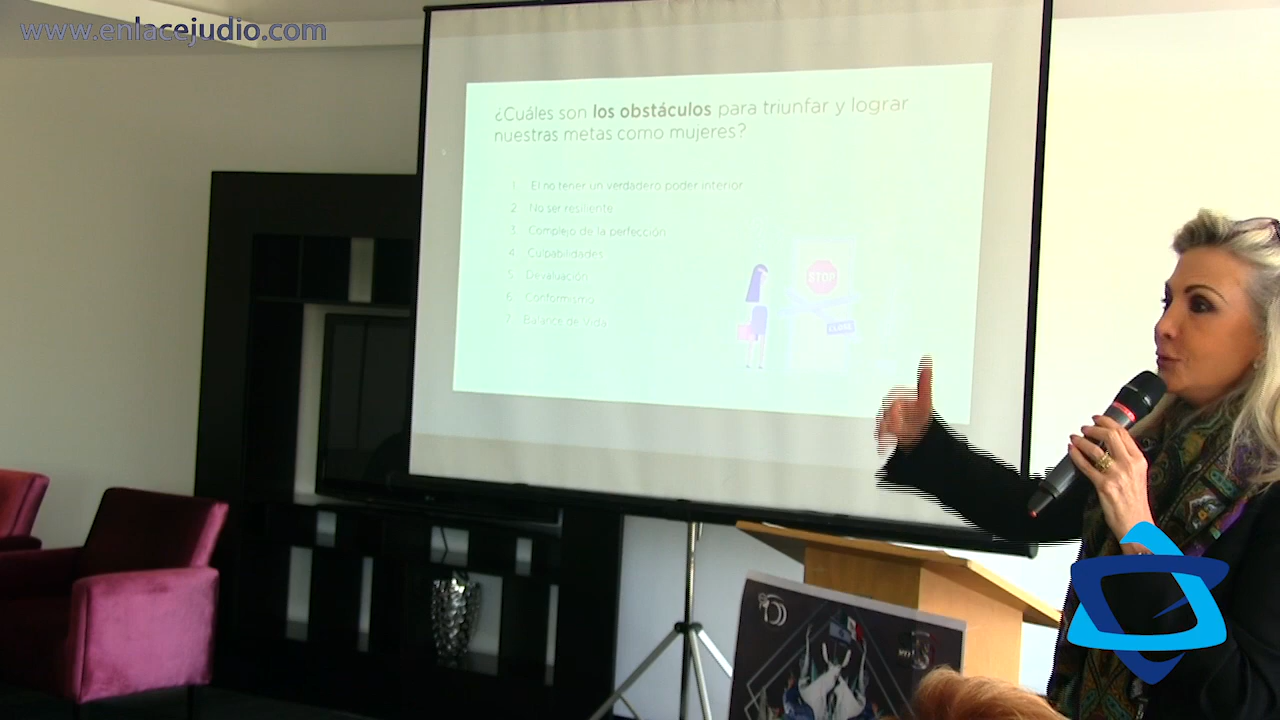 www.enlacejudio.com
¿Cuáles son los obstáculos para triunfar y lograr
nuestras metas como mujeres?
1. El no tener un verdadero poder interior
2. No ser resiliente
3. Complejo de la perfección
4. Culpabilidades
5. Devaluación
6. Conformismo
7. Balance de Vida
STOP